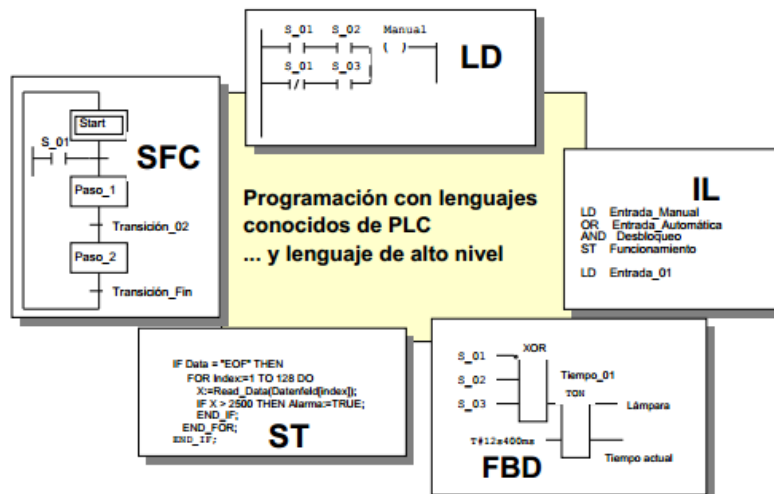 S_01 S_02 Manual
( )
S_01 S_03
LD
Start
S_01
SFC
Paso_1
Transición_02
Paso_2
Transición_Fin
Programación con lenguajes
conocidos de PLC
... y lenguaje de alto nivel
IL
LD Entrada_Manual
OR Entrada_Automática
AND Desbloqueo
ST Funcionamiento
LD Entrada_01
IF Data = "EOF" THEN
FOR Index:=1 TO 128 DO
X:=Read_Data(Datenfeld[index]);
IF X > 2500 THEN Alarma:=TRUE;
END_IF;
END_FOR;
END_IF;
ST
XOR
S_01
S_02
S_03
Tiempo_01
TON
Lámpara
T#12s400ms
Tiempo actual
FBD